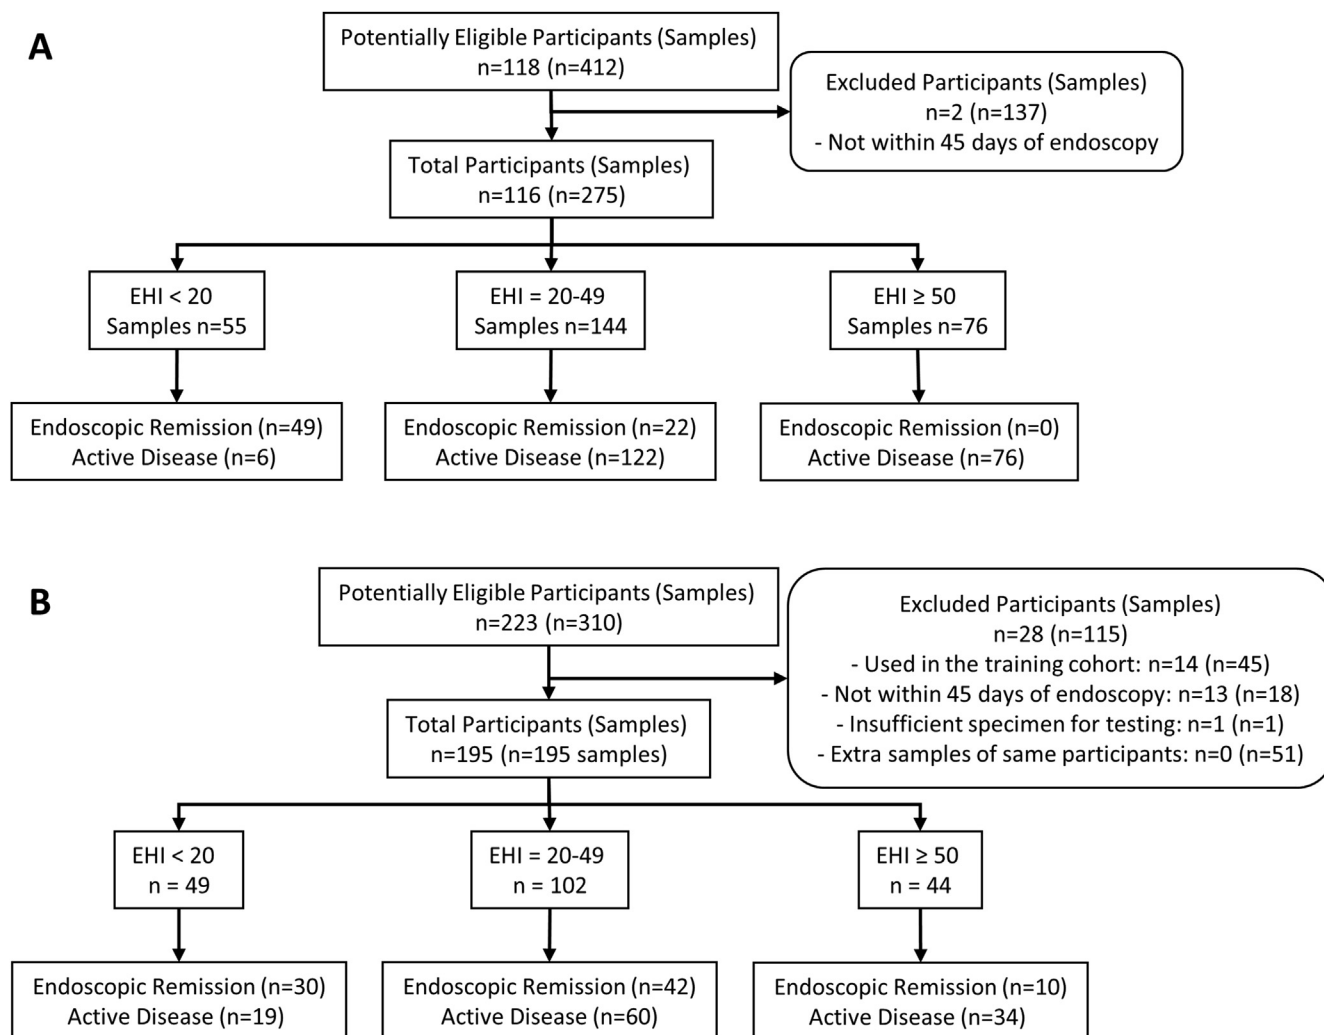 A
Potentially Eligible Participants (Samples)
n=118 (n=412)
Excluded Participants (Samples)
n=2 (n=137)
- Not within 45 days of endoscopy
Total Participants (Samples)
n=116 (n=275)
EHI < 20
Samples n=55
EHI = 20-49
Samples n=144
EHI ≥ 50
Samples n=76
Endoscopic Remission (n=49)
Active Disease (n=6)
Endoscopic Remission (n=22)
Active Disease (n=122)
Endoscopic Remission (n=0)
Active Disease (n=76)
B
Potentially Eligible Participants (Samples)
n=223 (n=310)
Excluded Participants (Samples)
n=28 (n=115)
- Used in the training cohort: n=14 (n=45)
- Not within 45 days of endoscopy: n=13 (n=18)
- Insufficient specimen for testing: n=1 (n=1)
- Extra samples of same participants: n=0 (n=51)
Total Participants (Samples)
n=195 (n=195 samples)
EHI < 20
n = 49
EHI = 20-49
n = 102
EHI ≥ 50
n = 44
Endoscopic Remission (n=30)
Active Disease (n=19)
Endoscopic Remission (n=42)
Active Disease (n=60)
Endoscopic Remission (n=10)
Active Disease (n=34)